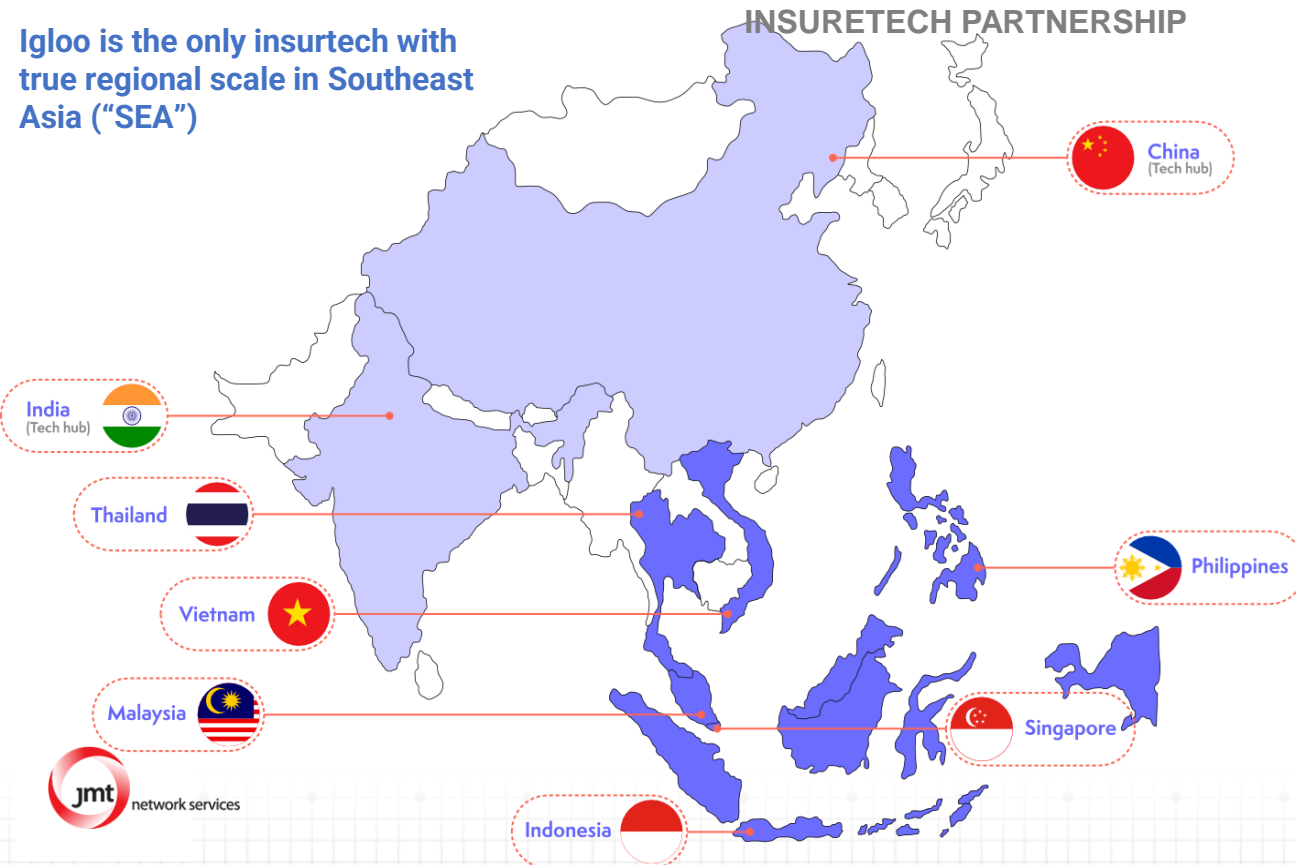 INSURETECH PARTNERSHIP
Igloo is the only insurtech with
true regional scale in Southeast
Asia (“SEA”)
China
(Tech hub)
India
(Tech hub)
Thailand
Philippines
Vietnam
Malaysia
Singapore
jmt network services
Indonesia